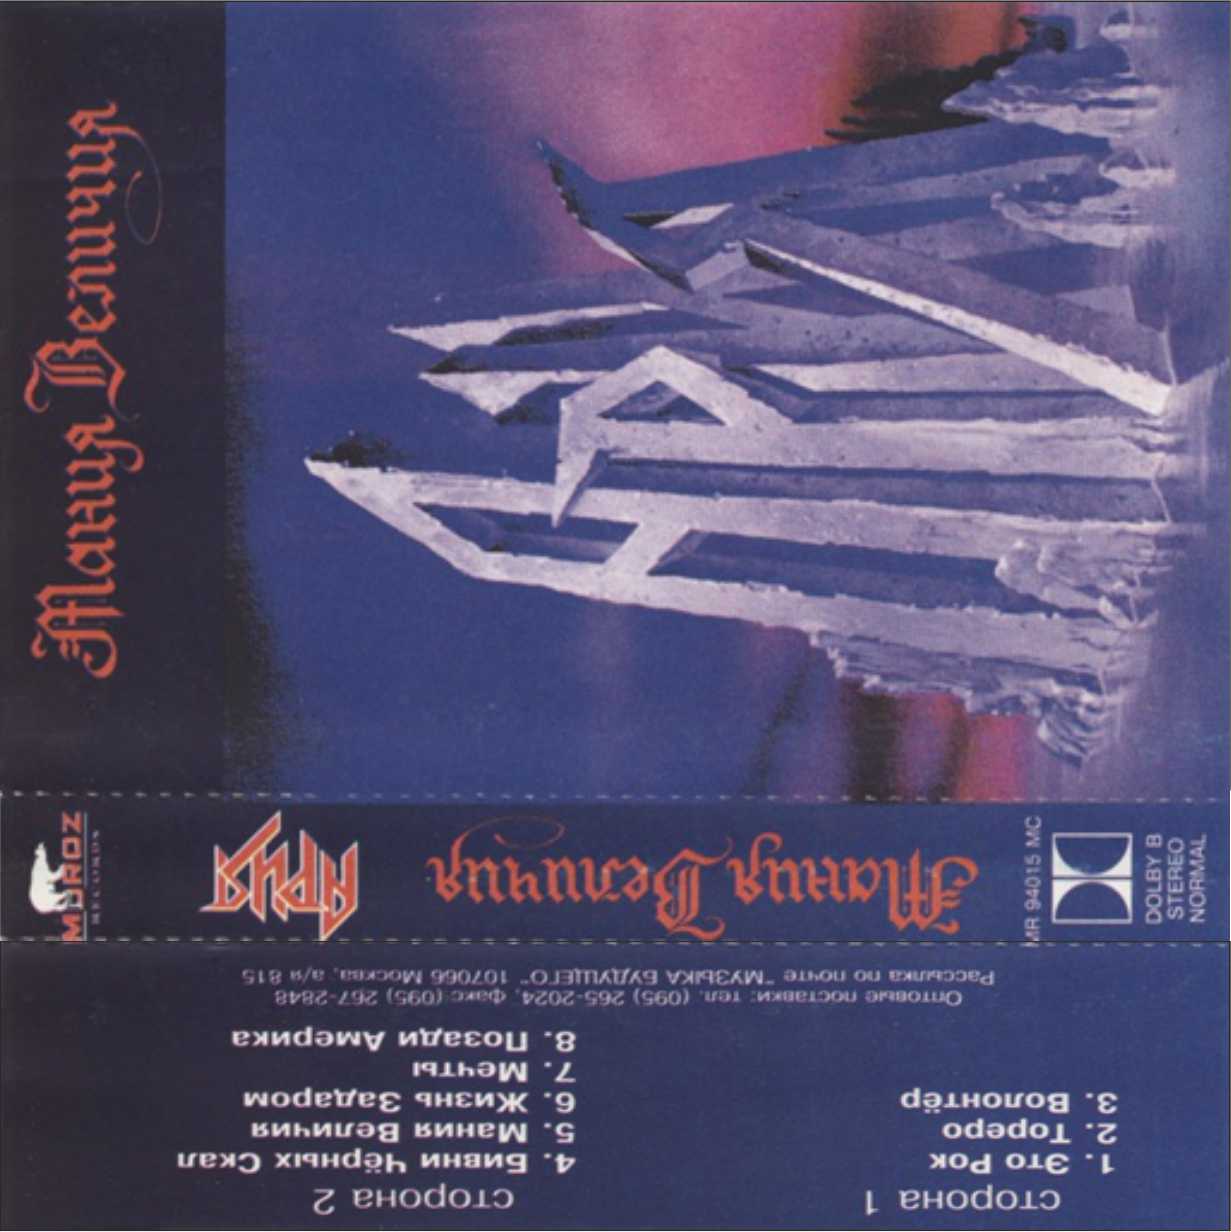 Мания Величия
АРИЯ
MOROZ
RECORDS
АРИЯ
Мания Величия
MR 94015 MC
DOLBY B
STEREO
NORMAL
сторона 1
1. Это Рок
2. Тореро
3. Волонтёр
сторона 2
4. Бивни Чёрных Скал
5. Мания Величия
6. Жизнь Задаром
7. Мечты
8. Позади Америка
Оптовые поставки: тел. (095) 265-2024, факс (095) 267-2848
Рассылка по почте "МУЗЫКА БУДУЩЕГО". 107066 Москва, а/я 815